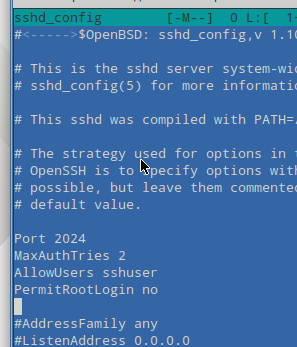 sshd_config [-M--] 0 L:[ 1
#<----->$OpenBSD: sshd_config,v 1.10
# This is the sshd server system-wi
# sshd_config(5) for more informatio
# This sshd was compiled with PATH=
# The strategy used for options in
# OpenSSH is to specify options with
# possible, but leave them commented
# default value.
Port 2024
MaxAuthTries 2
AllowUsers sshuser
PermitRootLogin no
#AddressFamily any
#ListenAddress 0.0.0.0